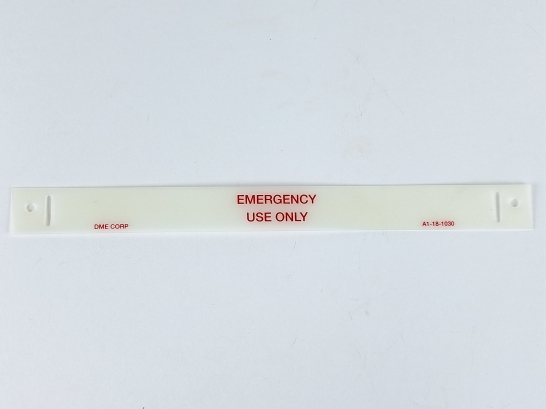 EMERGENCY
USE ONLY
DME CORP
A1-18-1030